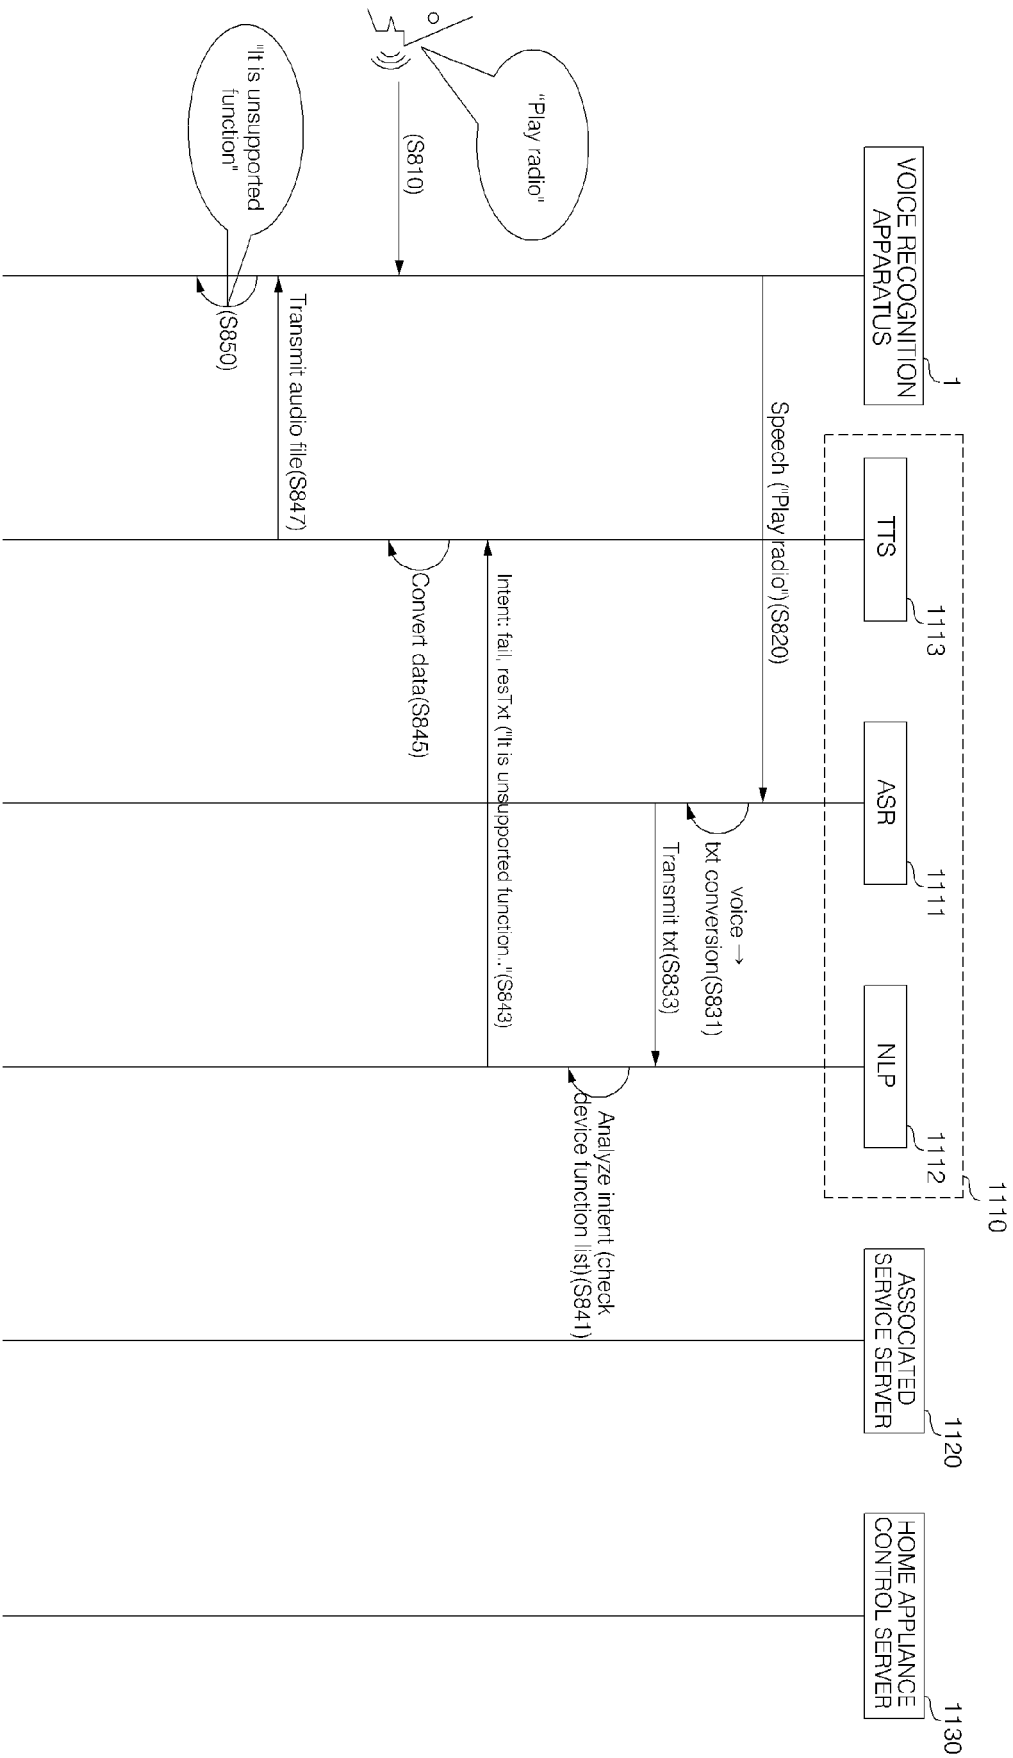 VOICE RECOGNITION
APPARATUS
1
TTS
1113
ASR
1111
NLP
1112
1110
ASSOCIATED
SERVICE SERVER
1120
HOME APPLIANCE
CONTROL SERVER
1130
Speech ("Play radio")(S820)
voice →
txt conversion(S831)
Transmit txt(S833)
Analyze intent (check
device function list)(S841)
"Play radio"
(S810)
Intent: fail, resTxt ("It is unsupported function.."(S843)
Convert data(S845)
Transmit audio file(S847)
"It is unsupported
function"
(S850)